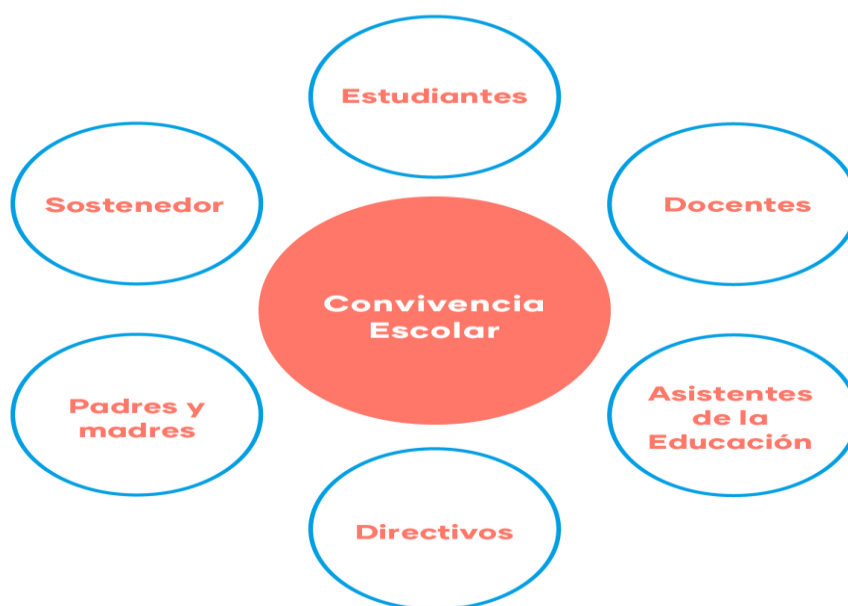 Estudiantes
Sostenedor
Docentes
Convivencia
Escolar
Padres y
madres
Asistentes
de la
Educación
Directivos